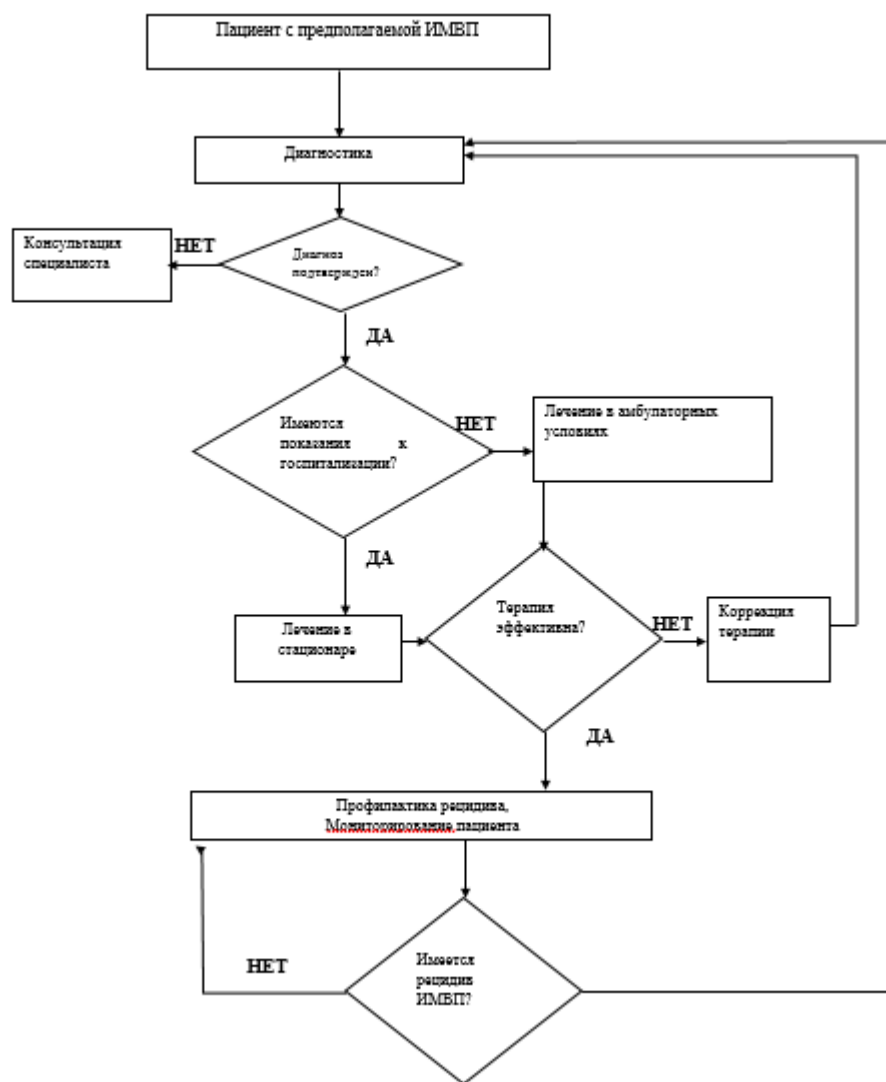 Пациент с предполагаемой ИМВП
Диагностика
Консультация
специалиста
НЕТ
Диагноз
подтвержден?
ДА
Имеются
показания к
госпитализации?
НЕТ
Лечение в амбулаторных
условиях
ДА
Лечение в
стационаре
Терапия
эффективна?
НЕТ
Коррекция
терапии
ДА
Профилактика рецидива,
Мониторирование пациента
НЕТ
Имеется
рецидив
ИМВП?